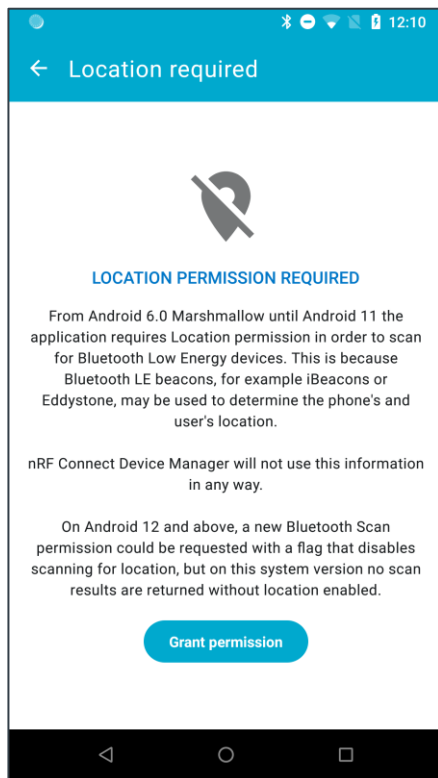 12:10
Location required
LOCATION PERMISSION REQUIRED
From Android 6.0 Marshmallow until Android 11 the
application requires Location permission in order to scan
for Bluetooth Low Energy devices. This is because
Bluetooth LE beacons, for example iBeacons or
Eddystone, may be used to determine the phone's and
user's location.
nRF Connect Device Manager will not use this information
in any way.
On Android 12 and above, a new Bluetooth Scan
permission could be requested with a flag that disables
scanning for location, but on this system version no scan
results are returned without location enabled.
Grant permission